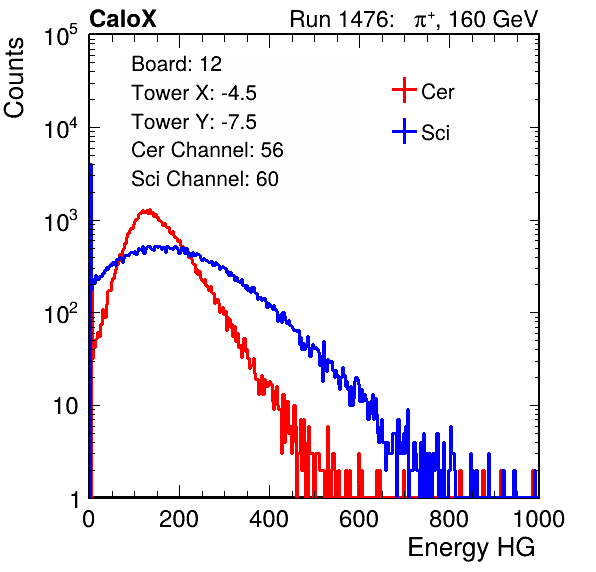 CaloX Run 1476: π⁺, 160 GeV
Counts
10⁵
10⁴
10³
10²
10
1
Board: 12
Tower X: -4.5
Tower Y: -7.5
Cer Channel: 56
Sci Channel: 60
Cer
Sci
0 200 400 600 800 1000
Energy HG